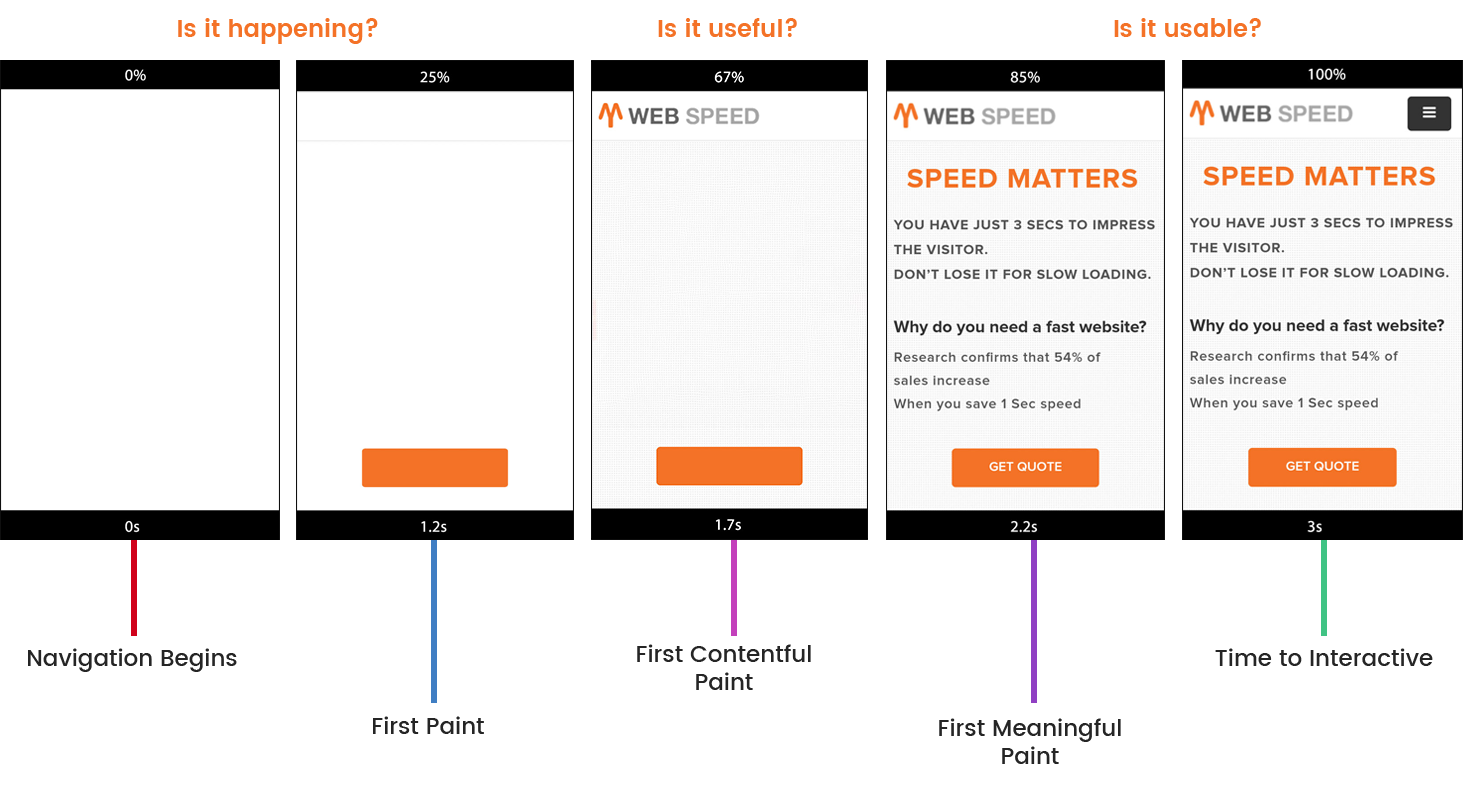 Is it happening?
Is it useful?
Is it usable?
0%
0s
Navigation Begins
25%
1.2s
First Paint
67%
WEB SPEED
1.7s
First Contentful
Paint
85%
WEB SPEED
SPEED MATTERS
YOU HAVE JUST 3 SECS TO IMPRESS
THE VISITOR.
DON'T LOSE IT FOR SLOW LOADING.
Why do you need a fast website?
Research confirms that 54% of
sales increase
When you save 1 Sec speed
GET QUOTE
2.2s
First Meaningful
Paint
100%
WEB SPEED
SPEED MATTERS
YOU HAVE JUST 3 SECS TO IMPRESS
THE VISITOR.
DON'T LOSE IT FOR SLOW LOADING.
Why do you need a fast website?
Research confirms that 54% of
sales increase
When you save 1 Sec speed
GET QUOTE
3s
Time to Interactive